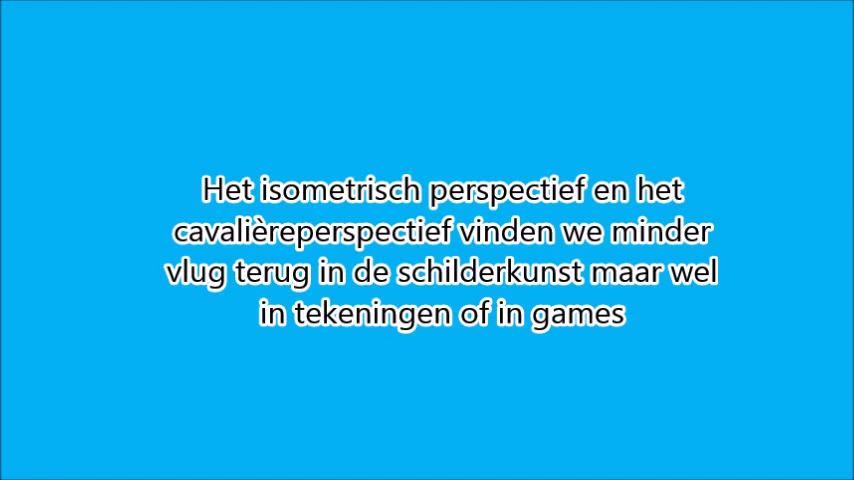 Het isometrisch perspectief en het
cavalièreperspectief vinden we minder
vlug terug in de schilderkunst maar wel
in tekeningen of in games